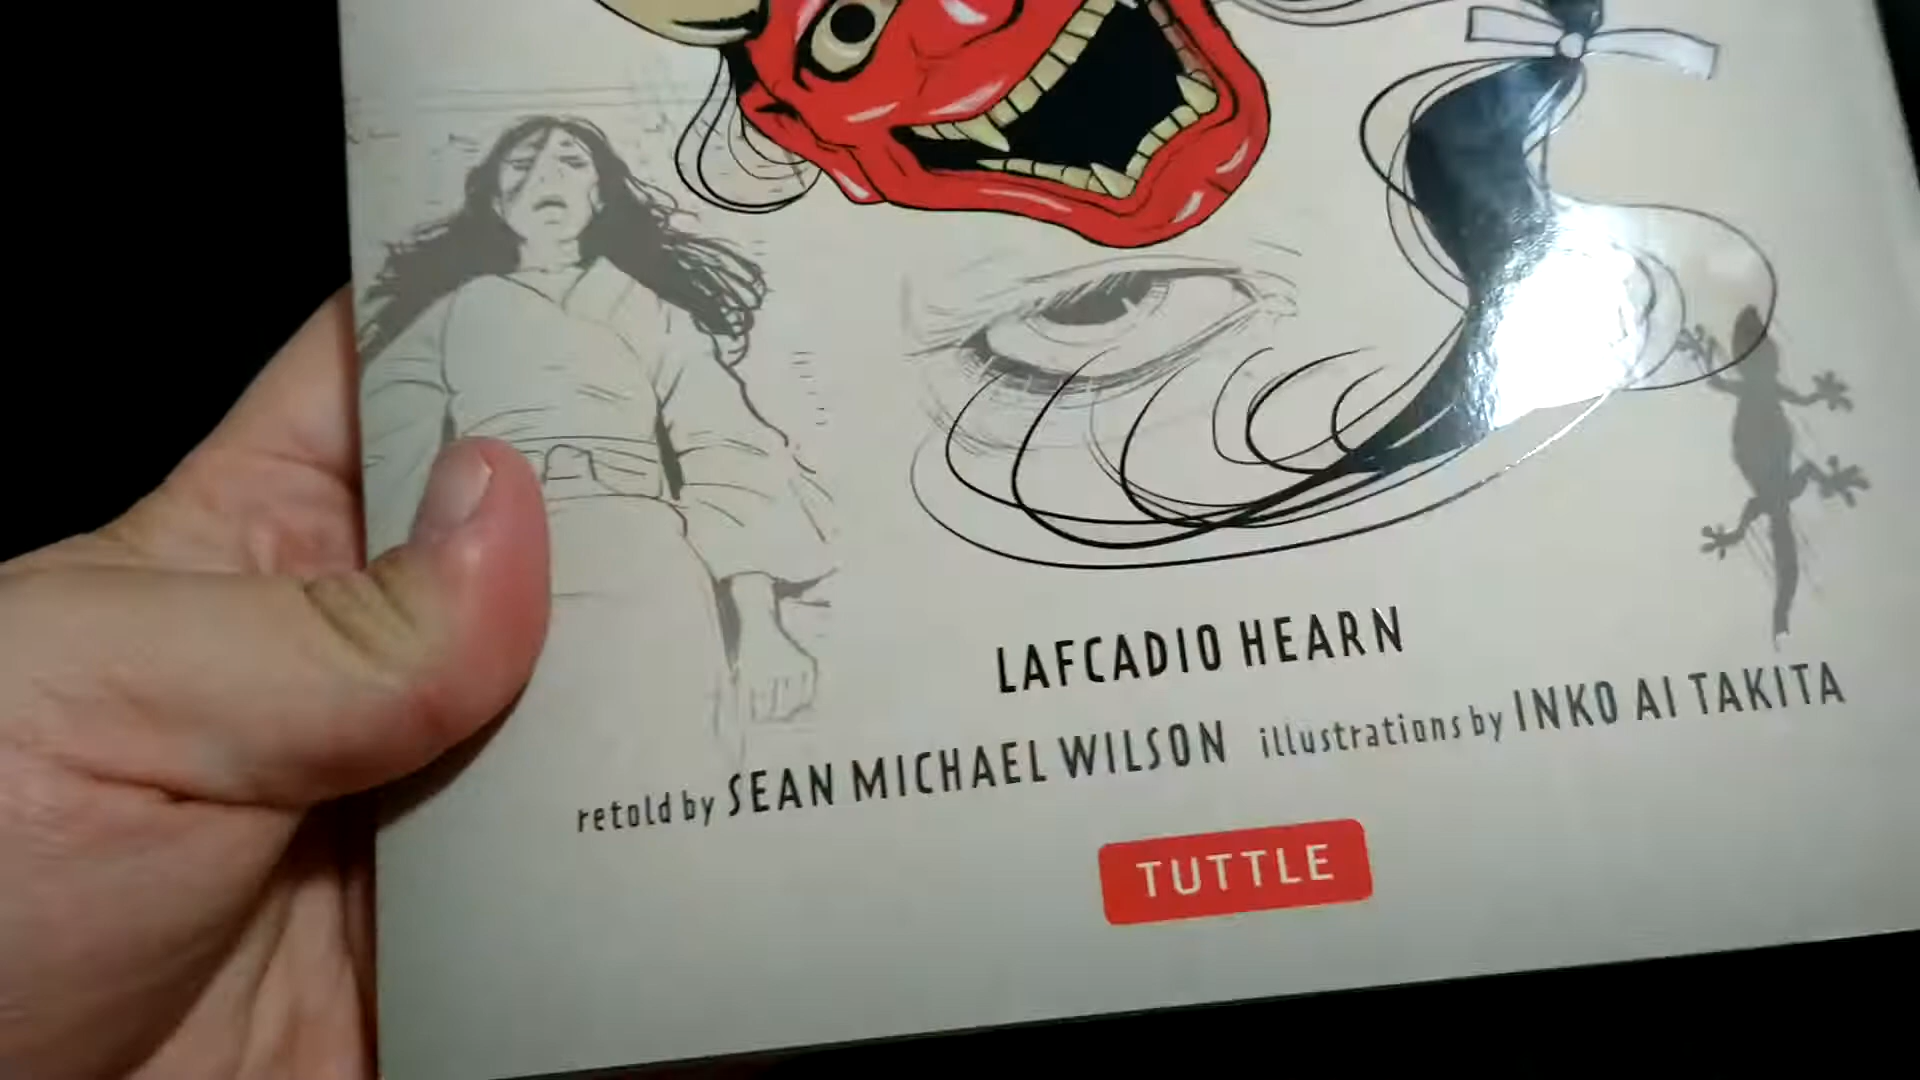 LAFCADIO HEARN
retold by SEAN MICHAEL WILSON illustrations by INKO AI TAKITA
TUTTLE